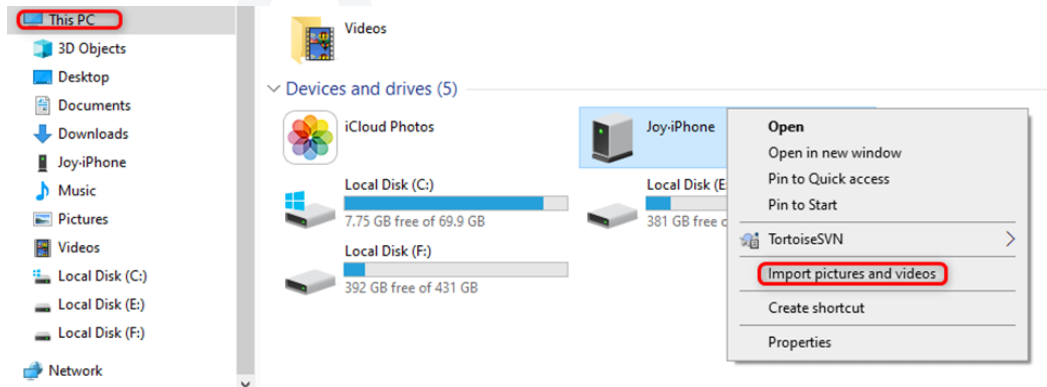 This PC
3D Objects
Desktop
Documents
Downloads
Joy-iPhone
Music
Pictures
Videos
Local Disk (C:)
Local Disk (E:)
Local Disk (F:)
Network
Videos
Devices and drives (5)
iCloud Photos
Joy-iPhone
Local Disk (C:)
7.75 GB free of 69.9 GB
Local Disk (E
381 GB free
Local Disk (F:)
392 GB free of 431 GB
Open
Open in new window
Pin to Quick access
Pin to Start
TortoiseSVN
Import pictures and videos
Create shortcut
Properties